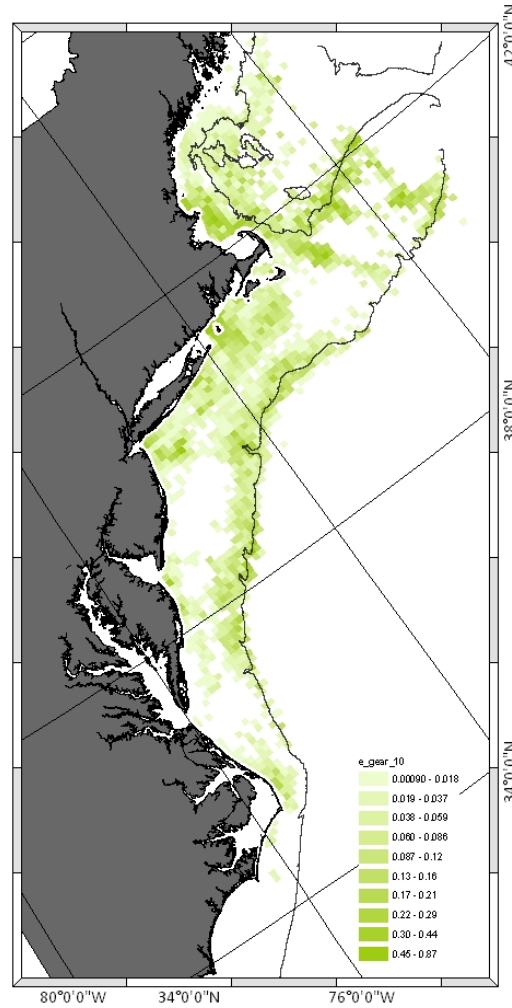 42°0'0"N
38°0'0"N
34°0'0"N
e_gear_10
0.00090 - 0.018
0.019 - 0.037
0.038 - 0.059
0.060 - 0.086
0.087 - 0.12
0.13 - 0.16
0.17 - 0.21
0.22 - 0.29
0.30 - 0.44
0.45 - 0.87
80°0'0"W
34°0'0"N
76°0'0"W